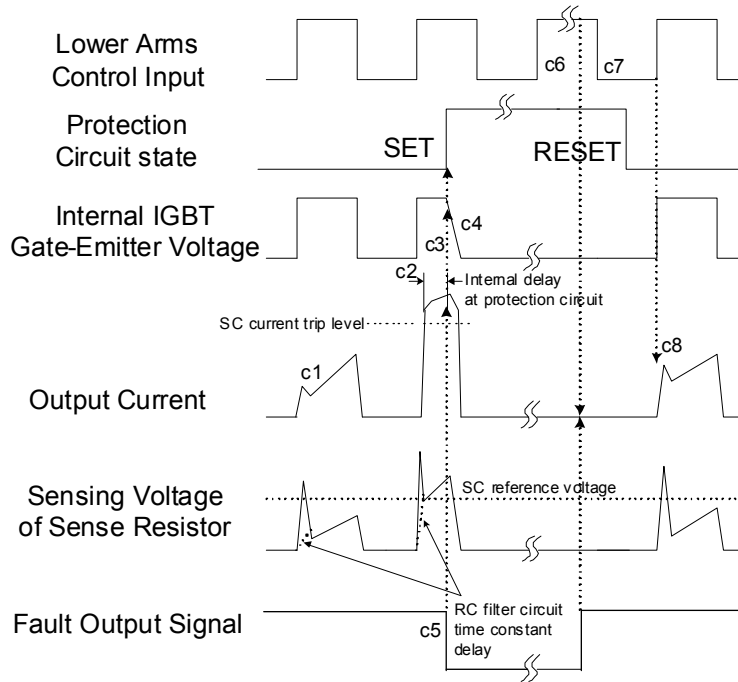 Lower Arms
Control Input
c6
c7
Protection
Circuit state
SET
RESET
Internal IGBT
Gate-Emitter Voltage
c3
c4
c2
Internal delay
at protection circuit
SC current trip level
c1
c8
Output Current
Sensing Voltage
of Sense Resistor
SC reference voltage
Fault Output Signal
c5
RC filter circuit
time constant
delay